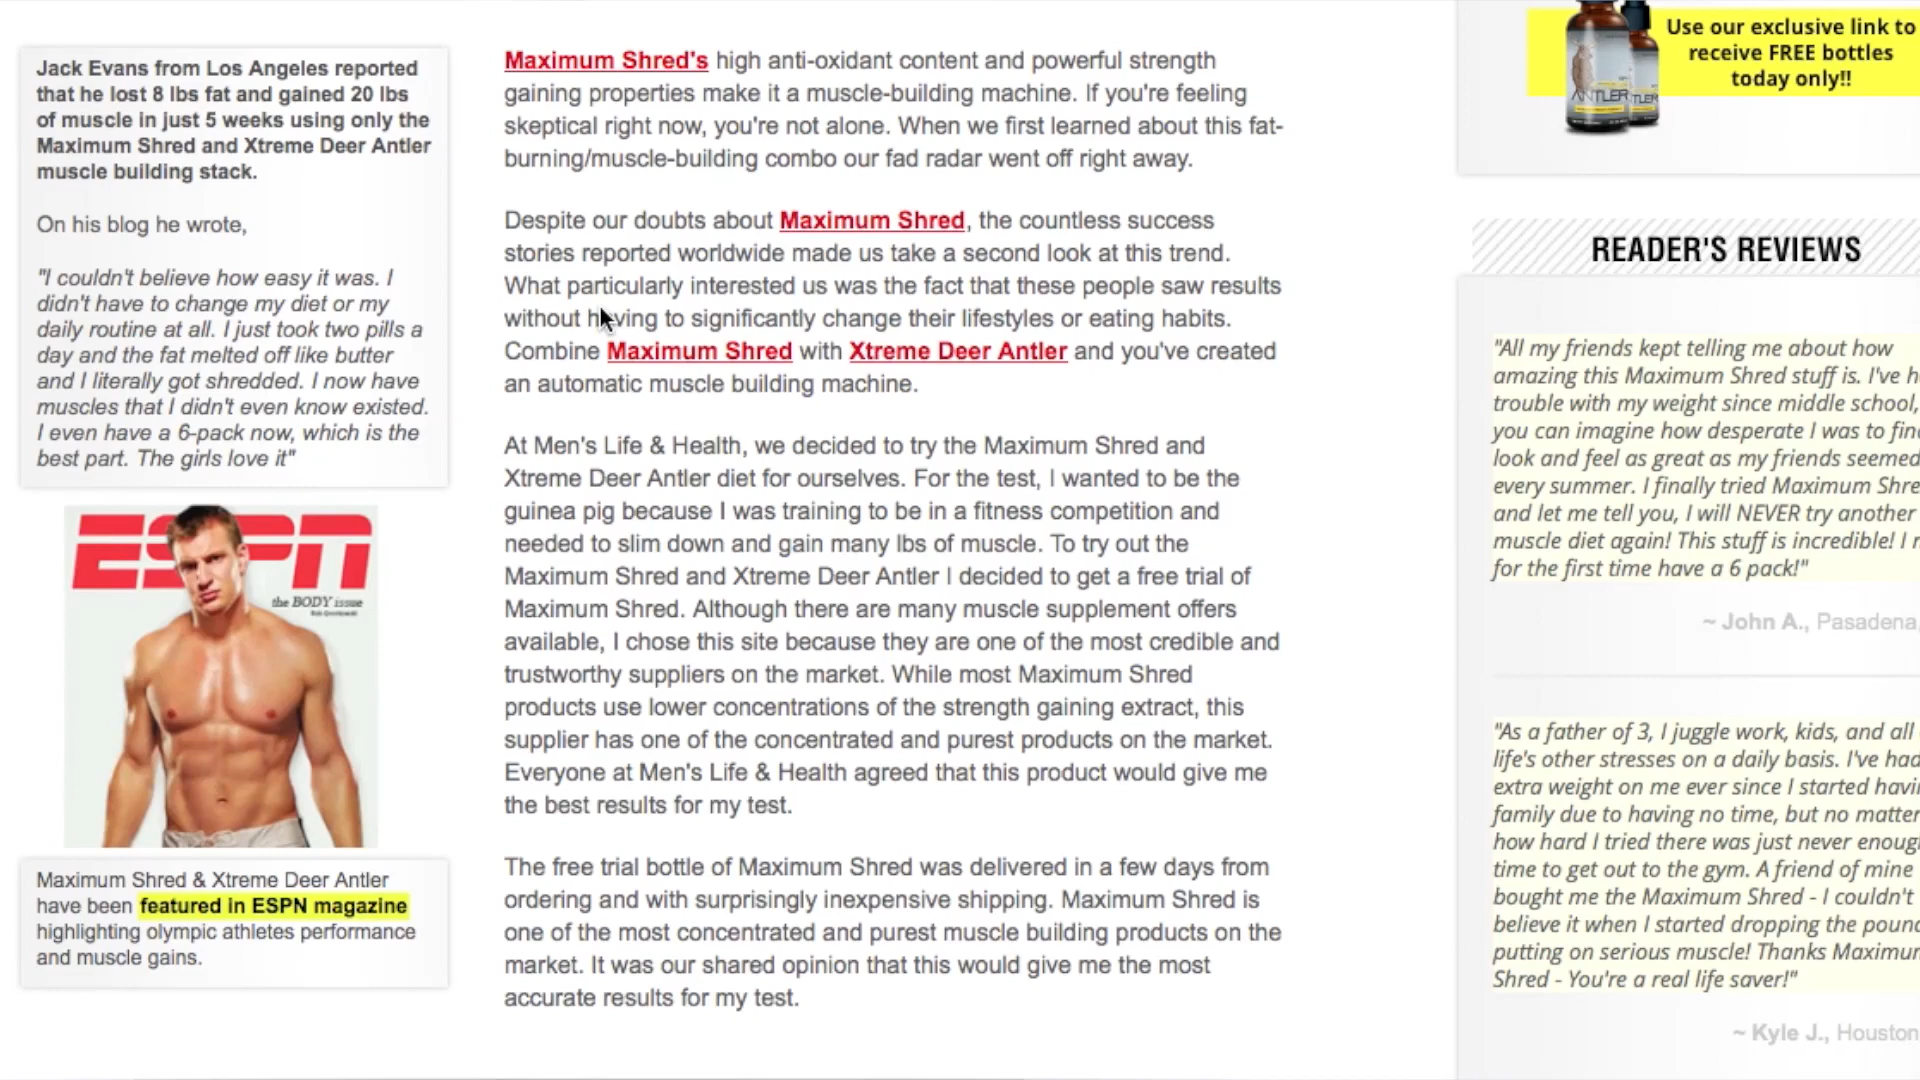 Jack Evans from Los Angeles reported
that he lost 8 lbs fat and gained 20 lbs
of muscle in just 5 weeks using only the
Maximum Shred and Xtreme Deer Antler
muscle building stack.
On his blog he wrote,
"I couldn't believe how easy it was. I
didn't have to change my diet or my
daily routine at all. I just took two pills a
day and the fat melted off like butter
and I literally got shredded. I now have
muscles that I didn't even know existed.
I even have a 6-pack now, which is the
best part. The girls love it"
ESPN
the BODY issue
Rob Gronkowski
Maximum Shred & Xtreme Deer Antler
have been featured in ESPN magazine
highlighting olympic athletes performance
and muscle gains.
Maximum Shred's high anti-oxidant content and powerful strength
gaining properties make it a muscle-building machine. If you're feeling
skeptical right now, you're not alone. When we first learned about this fat-
burning/muscle-building combo our fad radar went off right away.
Despite our doubts about Maximum Shred, the countless success
stories reported worldwide made us take a second look at this trend.
What particularly interested us was the fact that these people saw results
without having to significantly change their lifestyles or eating habits.
Combine Maximum Shred with Xtreme Deer Antler and you've created
an automatic muscle building machine.
At Men's Life & Health, we decided to try the Maximum Shred and
Xtreme Deer Antler diet for ourselves. For the test, I wanted to be the
guinea pig because I was training to be in a fitness competition and
needed to slim down and gain many lbs of muscle. To try out the
Maximum Shred and Xtreme Deer Antler I decided to get a free trial of
Maximum Shred. Although there are many muscle supplement offers
available, I chose this site because they are one of the most credible and
trustworthy suppliers on the market. While most Maximum Shred
products use lower concentrations of the strength gaining extract, this
supplier has one of the concentrated and purest products on the market.
Everyone at Men's Life & Health agreed that this product would give me
the best results for my test.
The free trial bottle of Maximum Shred was delivered in a few days from
ordering and with surprisingly inexpensive shipping. Maximum Shred is
one of the most concentrated and purest muscle building products on the
market. It was our shared opinion that this would give me the most
accurate results for my test.
ANTLER
Use our exclusive link to
receive FREE bottles
today only!!
READER'S REVIEWS
"All my friends kept telling me about how
amazing this Maximum Shred stuff is. I've h
trouble with my weight since middle school,
you can imagine how desperate I was to fin
look and feel as great as my friends seemed
every summer. I finally tried Maximum Shre
and let me tell you, I will NEVER try another
muscle diet again! This stuff is incredible! I
for the first time have a 6 pack!"
~ John A., Pasadena,
"As a father of 3, I juggle work, kids, and all
life's other stresses on a daily basis. I've had
extra weight on me ever since I started havi
family due to having no time, but no matter
how hard I tried there was just never enoug
time to get out to the gym. A friend of mine
bought me the Maximum Shred - I couldn't
believe it when I started dropping the poun
putting on serious muscle! Thanks Maximu
Shred - You're a real life saver!"
~ Kyle J., Houston